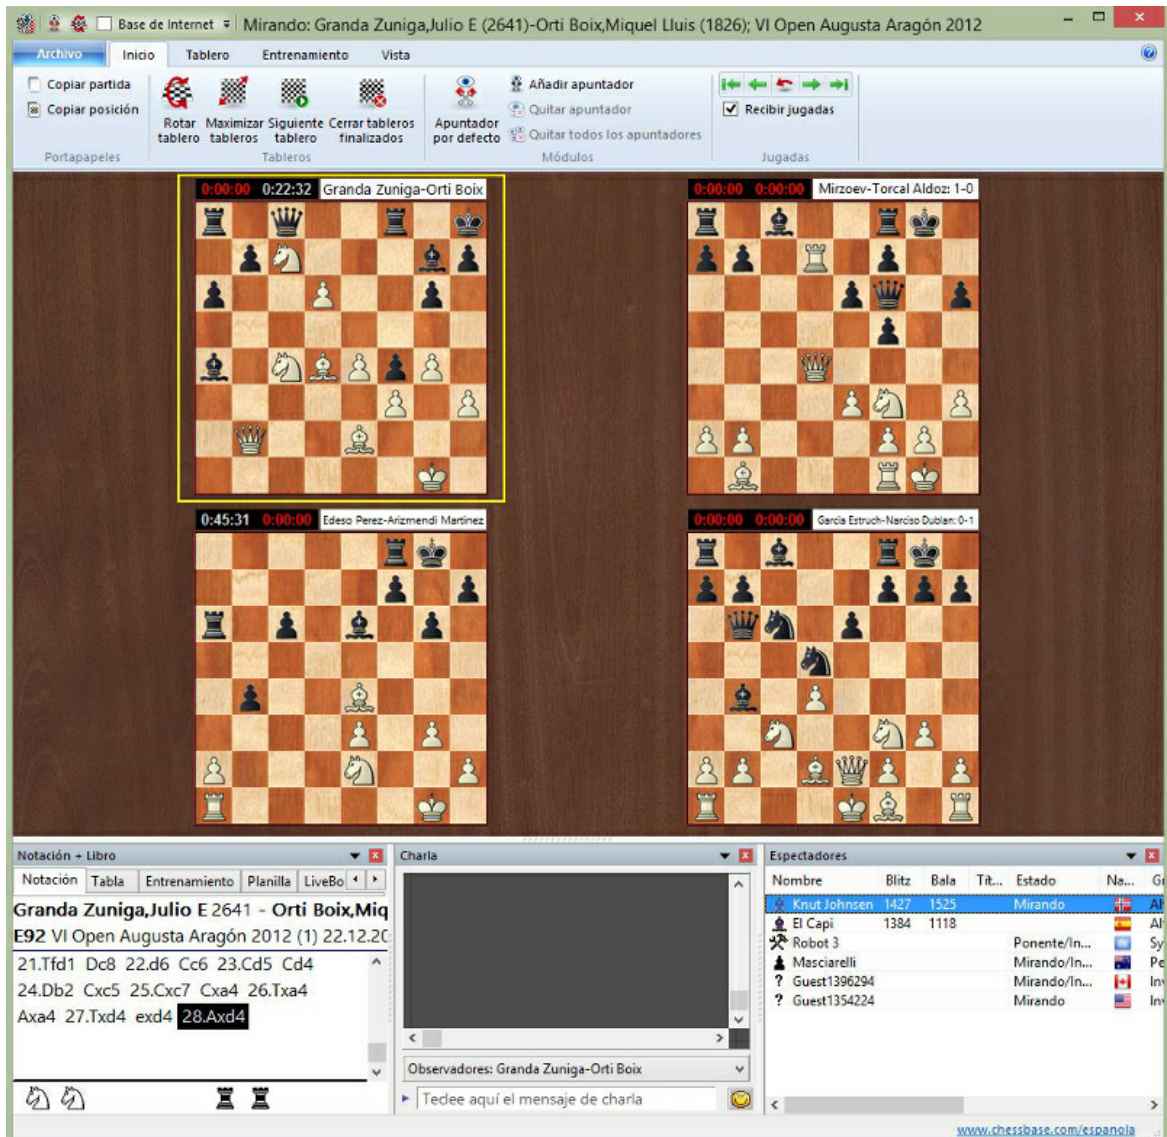 Base de Internet Mirando: Granda Zuniga,Julio E (2641)-Orti Boix,Miquel Lluis (1826); VI Open Augusta Aragón 2012
Archivo Inicio Tablero Entrenamiento Vista
Copiar partida
Copiar posición
Portapapeles
Rotar tablero
Maximizar tableros
Siguiente tablero
Cerrar tableros finalizados
Tableros
Apuntador por defecto
Añadir apuntador
Quitar apuntador
Quitar todos los apuntadores
Módulos
Recibir jugadas
Jugadas
0:00:00 0:22:32 Granda Zuniga-Orti Boix
0:00:00 0:00:00 Mirzoev-Torcal Aldoz: 1-0
0:45:31 0:00:00 Edeso Perez-Arizmendi Martinez
0:00:00 0:00:00 Garcia Estruch-Narciso Dublan: 0-1
Notación + Libro
Notación Tabla Entrenamiento Planilla LiveBo
Granda Zuniga,Julio E 2641 - Orti Boix,Miq
E92 VI Open Augusta Aragón 2012 (1) 22.12.20
21.Tfd1 Dc8 22.d6 Cc6 23.Cd5 Cd4
24.Db2 Cxc5 25.Cxc7 Cxa4 26.Txa4
Axa4 27.Txd4 exd4 28.Axd4
Charla
Observadores: Granda Zuniga-Orti Boix
Tedee aquí el mensaje de charla
Espectadores
Nombre Blitz Bala Tít... Estado Na... Gr
Knut Johnsen 1427 1525 Mirando Al
El Capi 1384 1118 Al
Robot 3 Ponente/In... Sy
Masciarelli Mirando/In... Pe
? Guest1396294 Mirando/In... In
? Guest1354224 Mirando In
www.chessbase.com/espanola